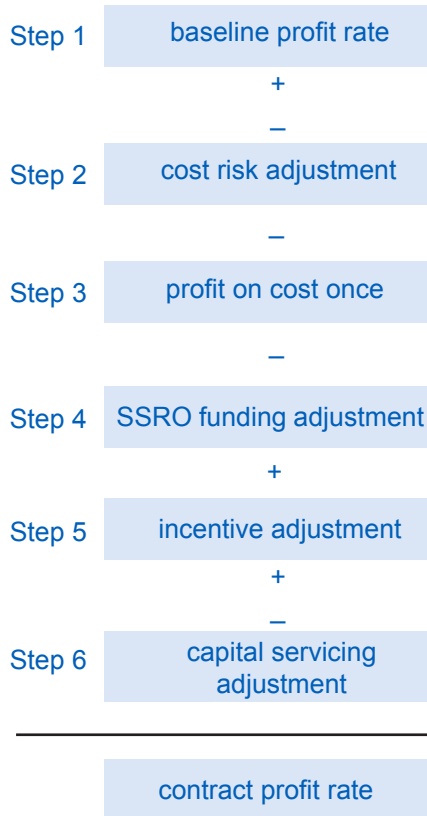 Step 1 baseline profit rate
+
–
Step 2 cost risk adjustment
–
Step 3 profit on cost once
–
Step 4 SSRO funding adjustment
+
Step 5 incentive adjustment
+
–
Step 6 capital servicing
adjustment
contract profit rate